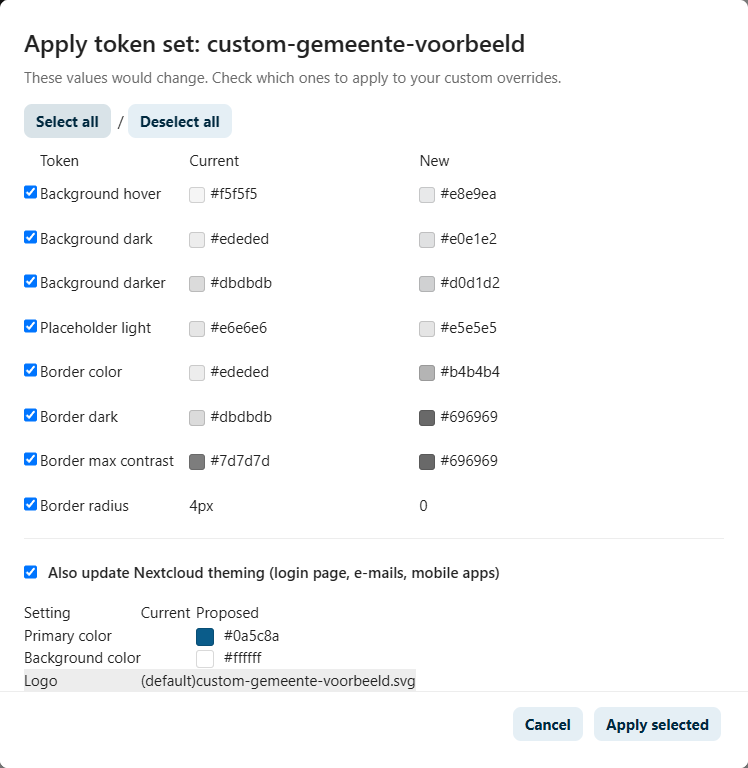 Apply token set: custom-gemeente-voorbeeld
These values would change. Check which ones to apply to your custom overrides.
Select all / Deselect all
Token Current New
Background hover #f5f5f5 #e8e9ea
Background dark #ededed #e0e1e2
Background darker #dbdbdb #d0d1d2
Placeholder light #e6e6e6 #e5e5e5
Border color #ededed #b4b4b4
Border dark #dbdbdb #696969
Border max contrast #7d7d7d #696969
Border radius 4px 0
Also update Nextcloud theming (login page, e-mails, mobile apps)
Setting Current Proposed
Primary color #0a5c8a
Background color #ffffff
Logo (default)custom-gemeente-voorbeeld.svg
Cancel Apply selected